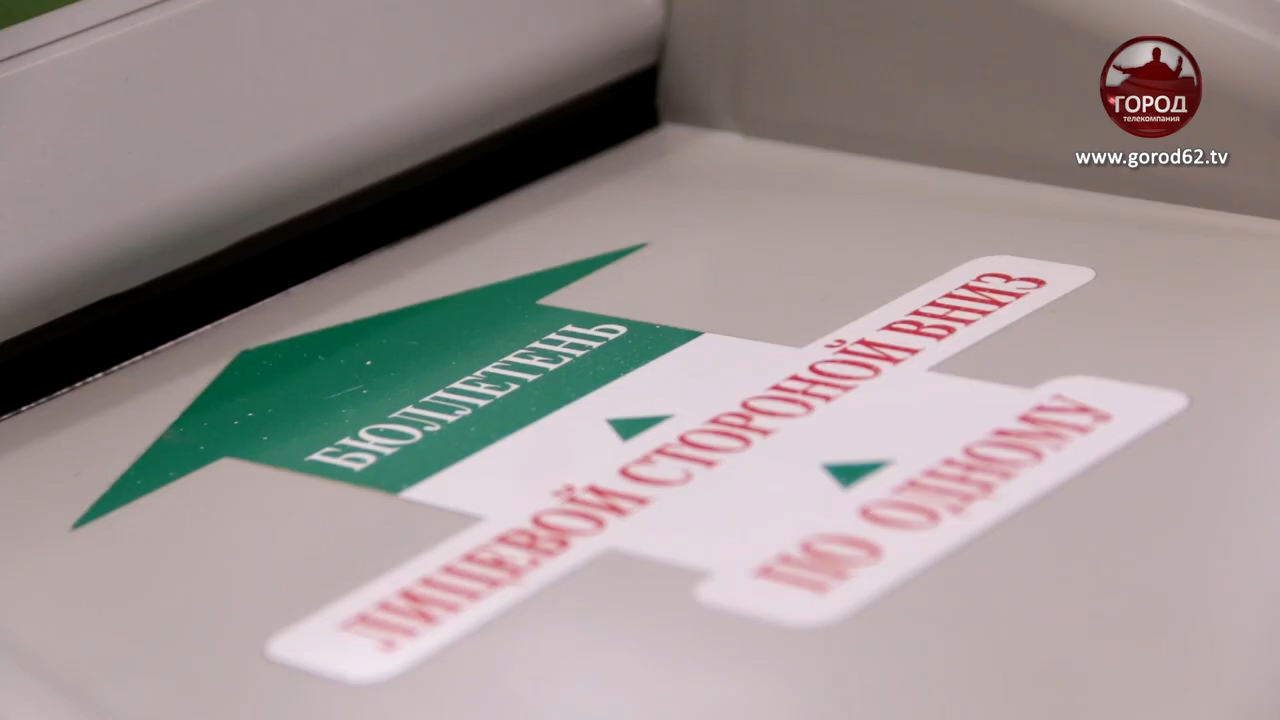 ГОРОД
телекомпания
www.gorod62.tv
БЮЛЛЕТЕНЬ
ЛИЦЕВОЙ СТОРОНОЙ ВНИЗ
ПО ОДНОМУ